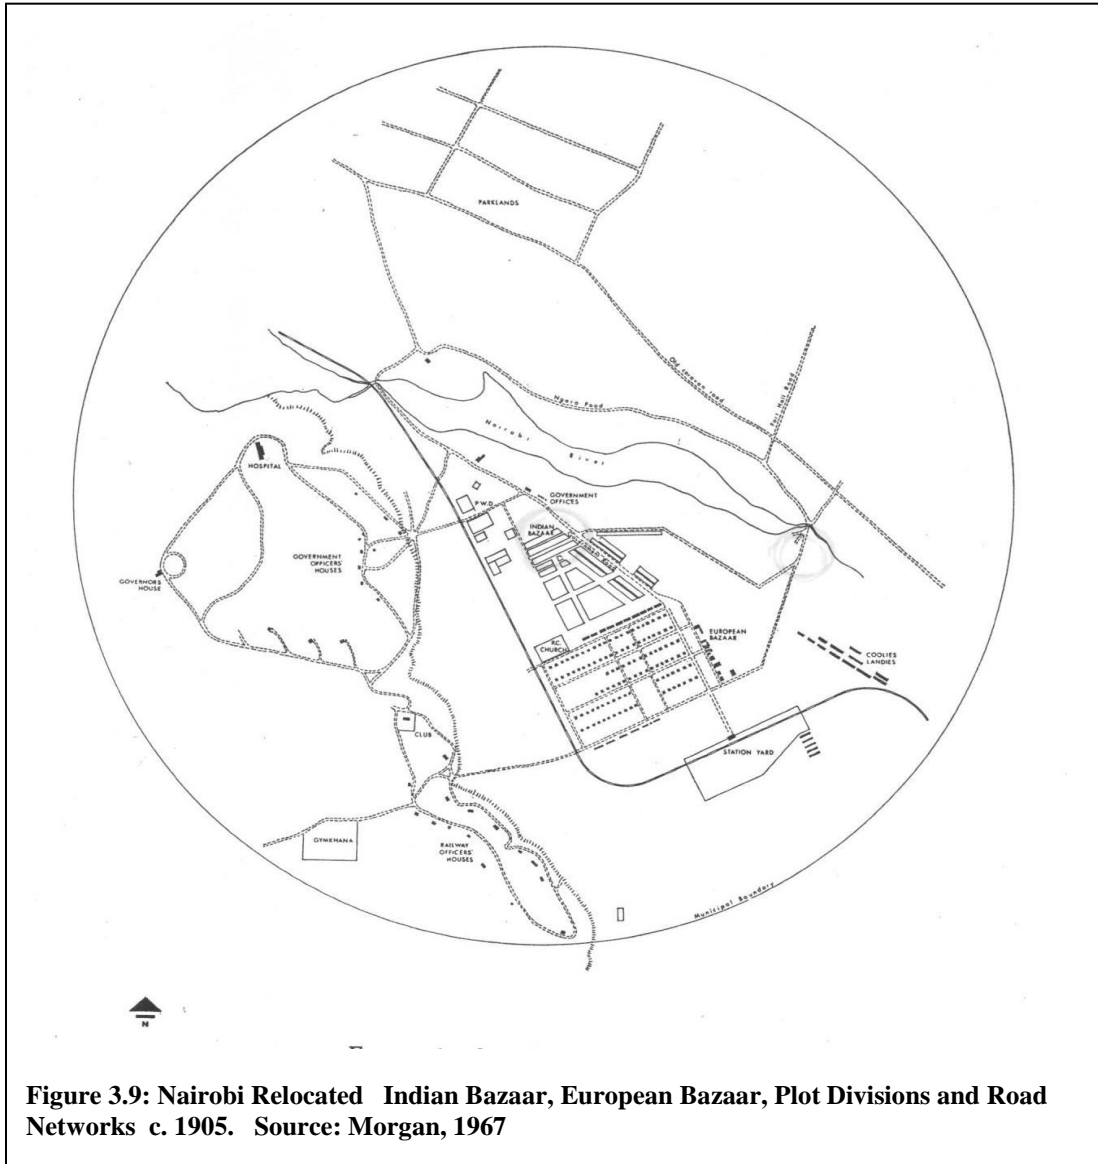 PARKLANDS
Old caravan road
Fort Hall Road
Ngara Road
Nairobi
River
HOSPITAL
P.W.D.
GOVERNMENT
OFFICES
INDIAN
BAZAAR
GOVERNMENT
OFFICERS'
HOUSES
GOVERNORS
HOUSE
R.C.
CHURCH
EUROPEAN
BAZAAR
COOLIES
LANDIES
CLUB
STATION YARD
GYMKHANA
RAILWAY
OFFICERS'
HOUSES
Municipal Boundary
N
Figure 3.9: Nairobi Relocated Indian Bazaar, European Bazaar, Plot Divisions and Road
Networks c. 1905. Source: Morgan, 1967